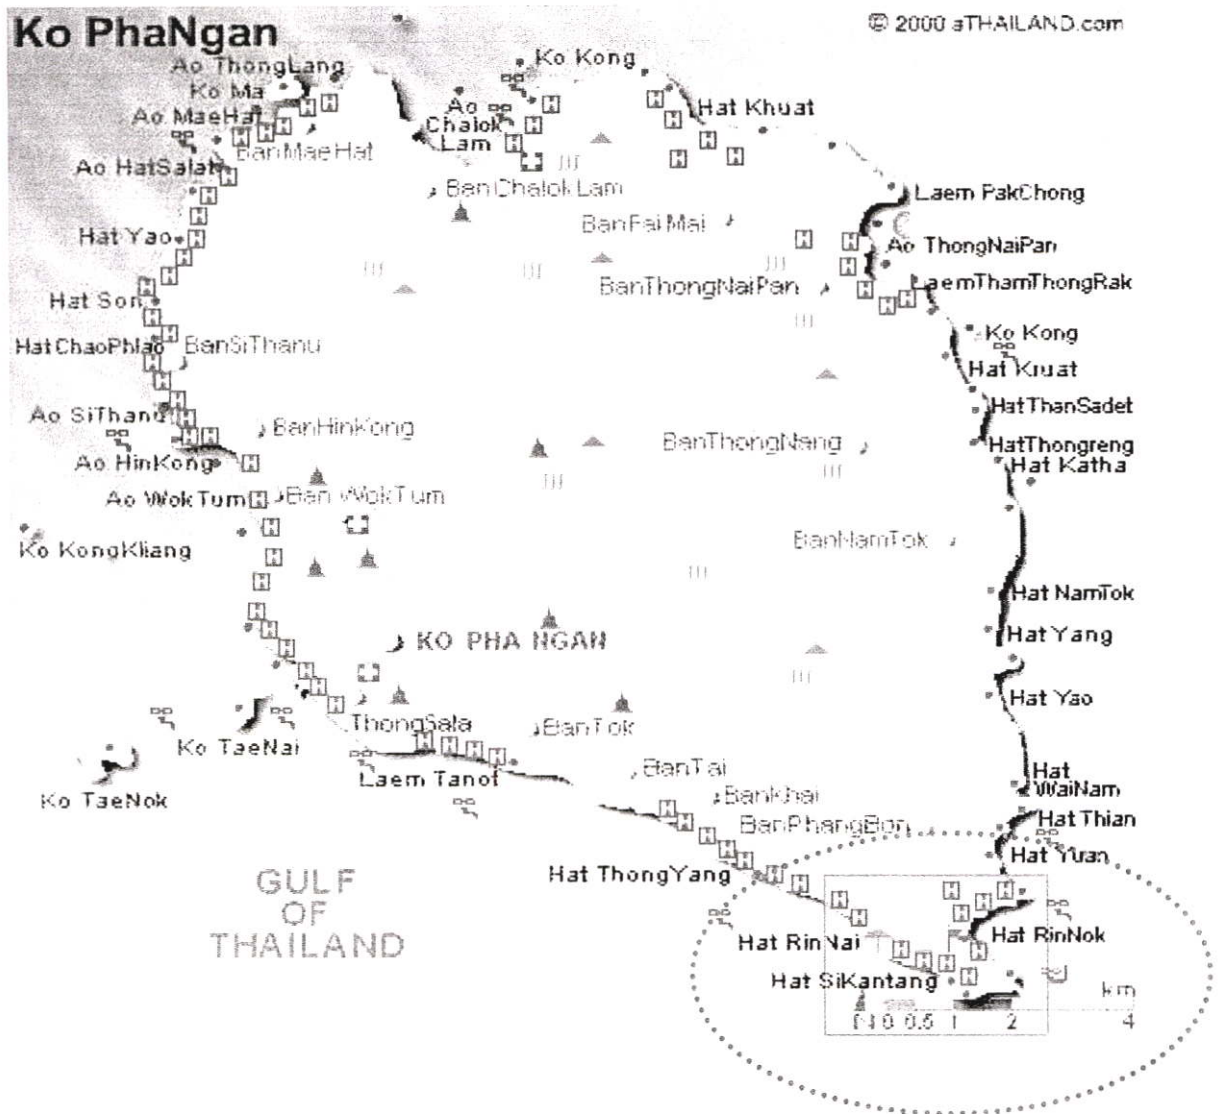 Ko PhaNgan
© 2000 aTHAILAND.com
Ao ThongLang
Ko Ma
Ao MaeHat
BanMaeHat
Ao HatSalat
Ko Kong
Ao
Chalok
Lam
Hat Khuat
BanChalokLam
BanFaiMai
Laem PakChong
Hat Yao
Ao ThongNaiPan
BanThongNaiPan
LaemThamThongRak
Hat Son
Ko Kong
HatChaoPhlao
BanSiThanu
Hat Kruat
HatThanSadet
Ao SiThanu
BanHinKong
BanThongNang
HatThongreng
Ao HinKong
Hat Katha
Ao WokTum
Ban WokTum
Ko KongKliang
BanNamTok
Hat NamTok
KO PHA NGAN
Hat Yang
Hat Yao
ThongSala
BanTok
Ko TaeNai
Laem Tanot
BanTai
Hat
WaiNam
Ko TaeNok
BanKhai
BanPhangBon
Hat Thian
Hat Yuan
Hat ThongYang
GULF
OF
THAILAND
Hat RinNai
Hat RinNok
Hat SiKantang
km
0 0.5 1 2 4